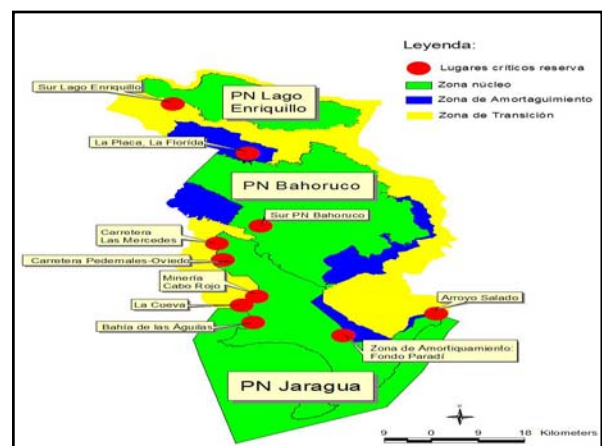 Leyenda:
Lugares críticos reserva
Zona núcleo
Zona de Amortaguimiento
Zona de Transición
PN Lago
Enriquillo
Sur Lago Enriquillo
La Placa, La Florida
PN Bahoruco
Sur PN Bahoruco
Carretera
Las Mercedes
Carretera Pedernales-Oviedo
Minería
Cabo Rojo
La Cueva
Bahía de las Águilas
Arroyo Salado
Zona de Amortiquamiento:
Fondo Paradí
PN Jaragua
9 0 9 18 Kilometers